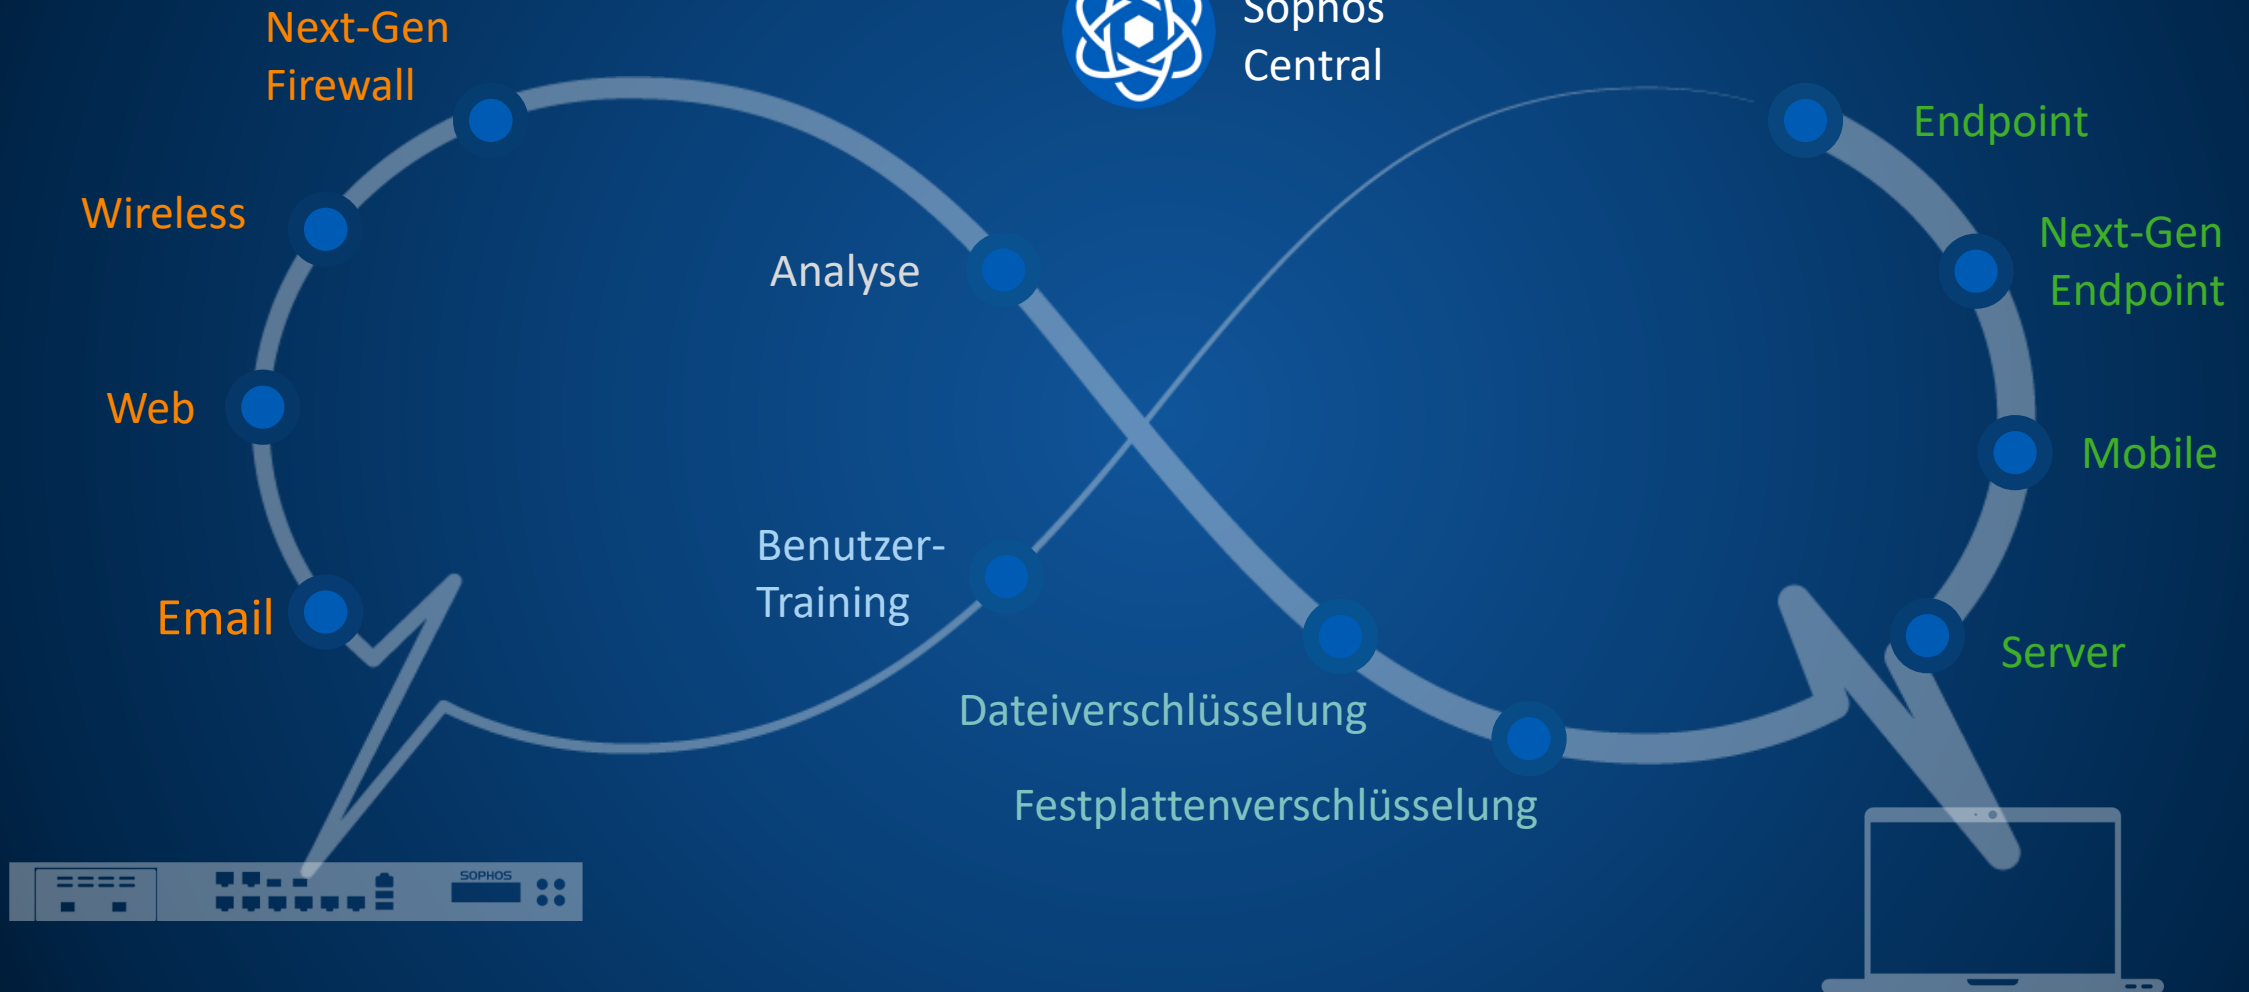 Sophos
Central
Next-Gen
Firewall
Endpoint
Wireless
Next-Gen
Endpoint
Analyse
Web
Mobile
Benutzer-
Training
Email
Server
Dateiverschlüsselung
Festplattenverschlüsselung
SOPHOS